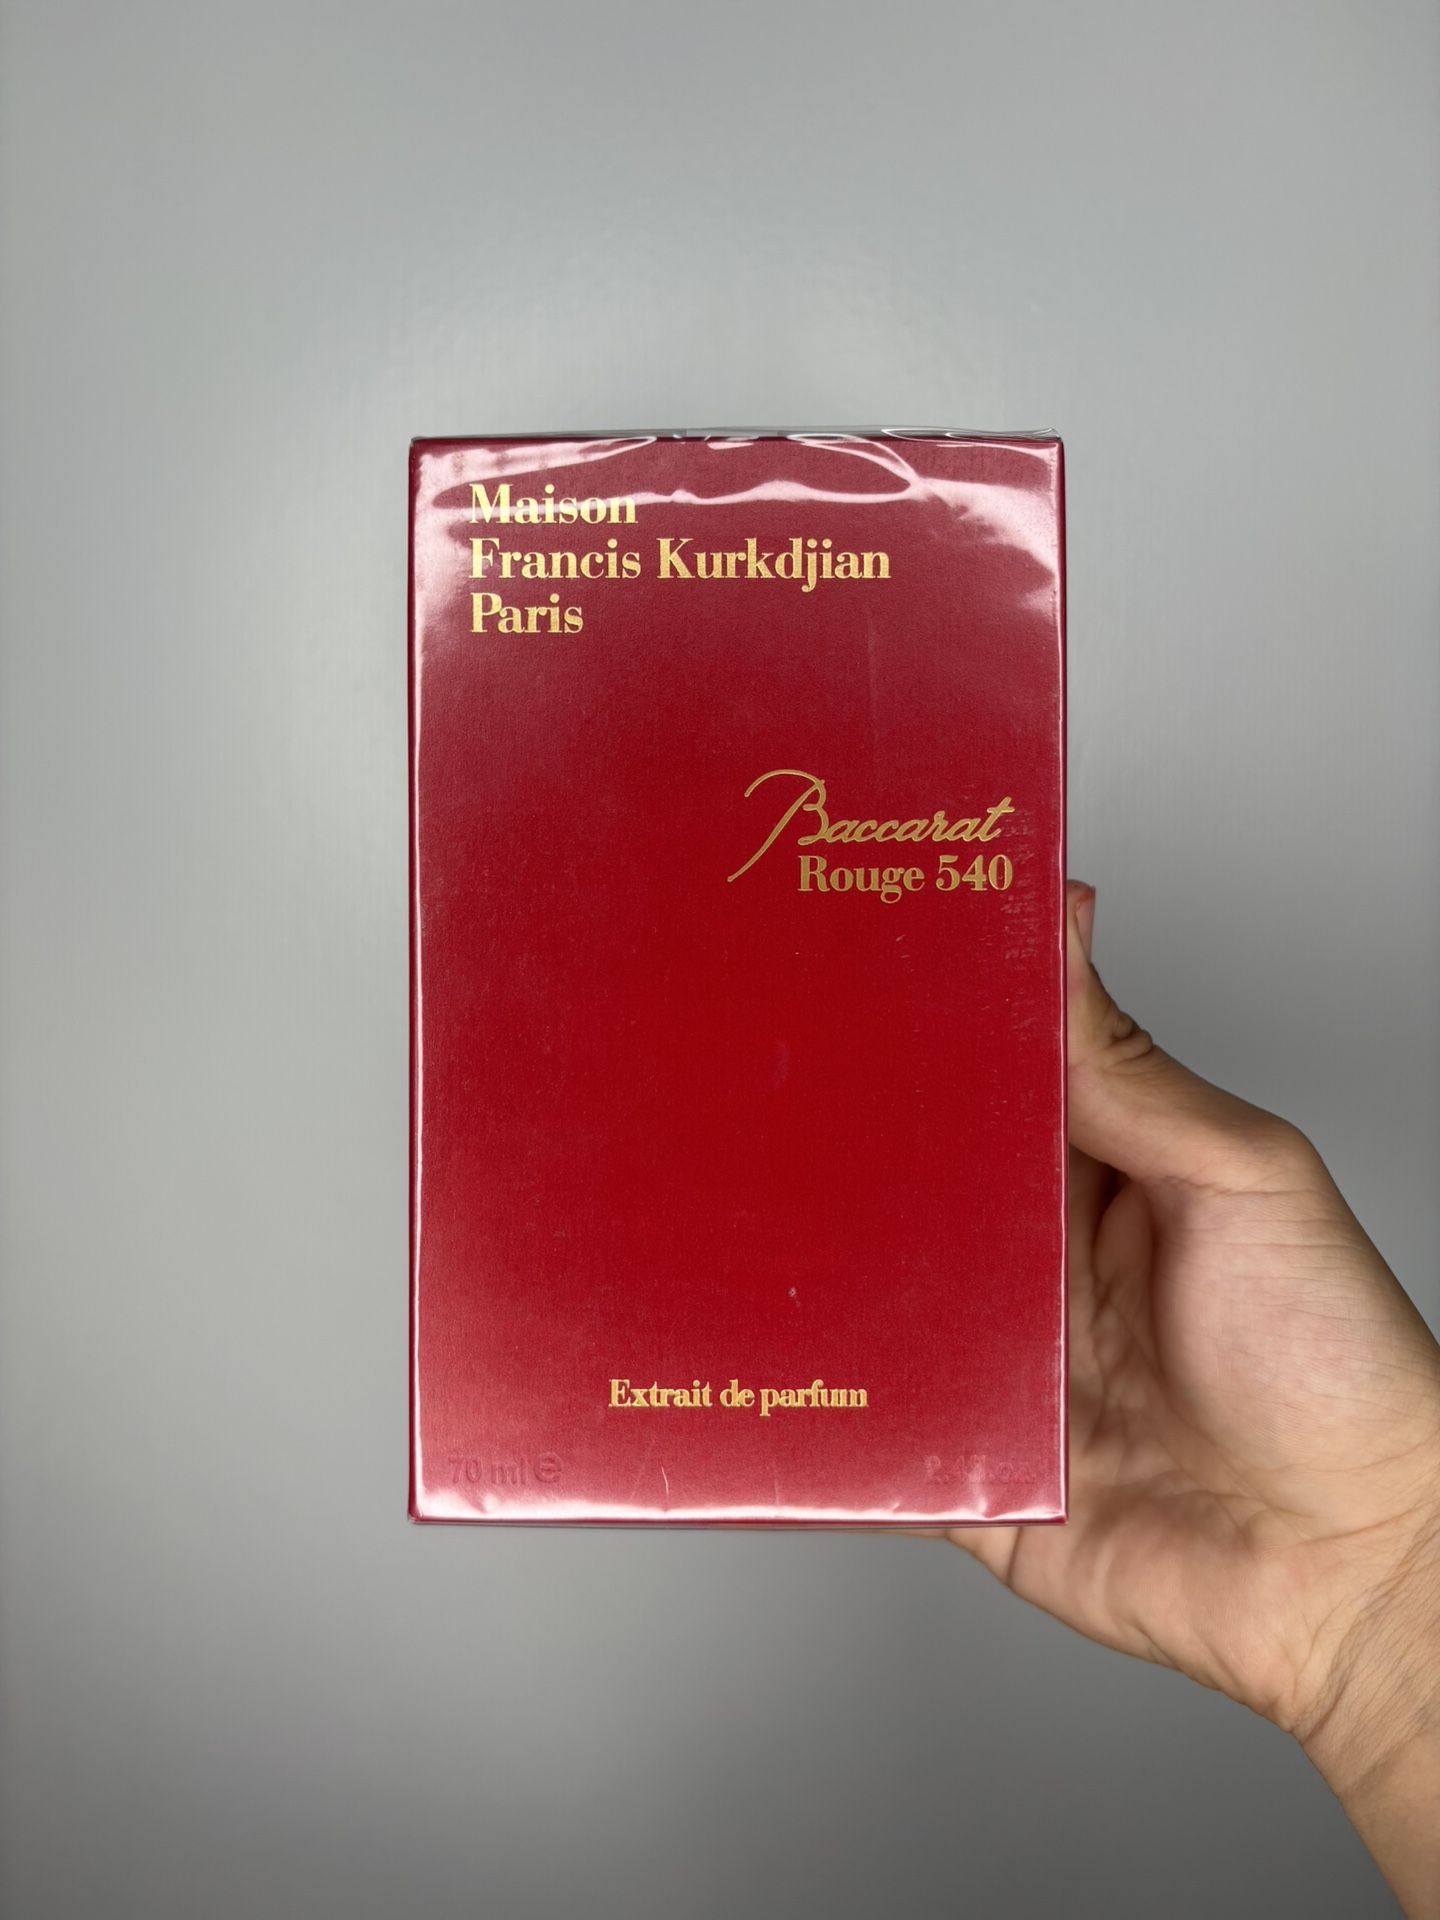 Maison
Francis Kurkdjian
Paris
Baccarat
Rouge 540
Extrait de parfum
70 ml ℮